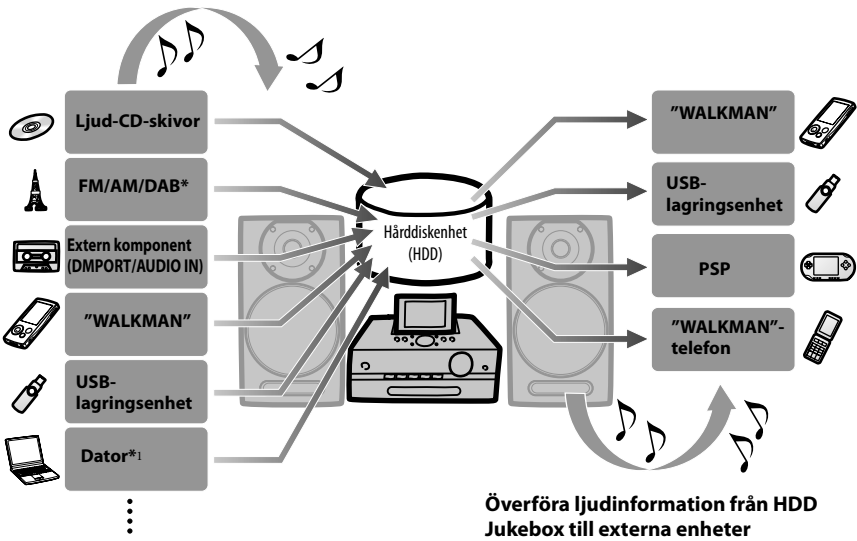 Ljud-CD-skivor
FM/AM/DAB*
Extern komponent
(DMPORT/AUDIO IN)
”WALKMAN”
USB-
lagringsenhet
Dator*1
Hårddiskenhet
(HDD)
”WALKMAN”
USB-
lagringsenhet
PSP
”WALKMAN”-
telefon
Överföra ljudinformation från HDD
Jukebox till externa enheter